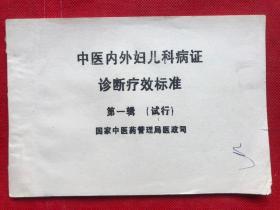 中医内外妇儿科病证
诊断疗效标准
第一辑 (试行)
国家中医药管理局医政司